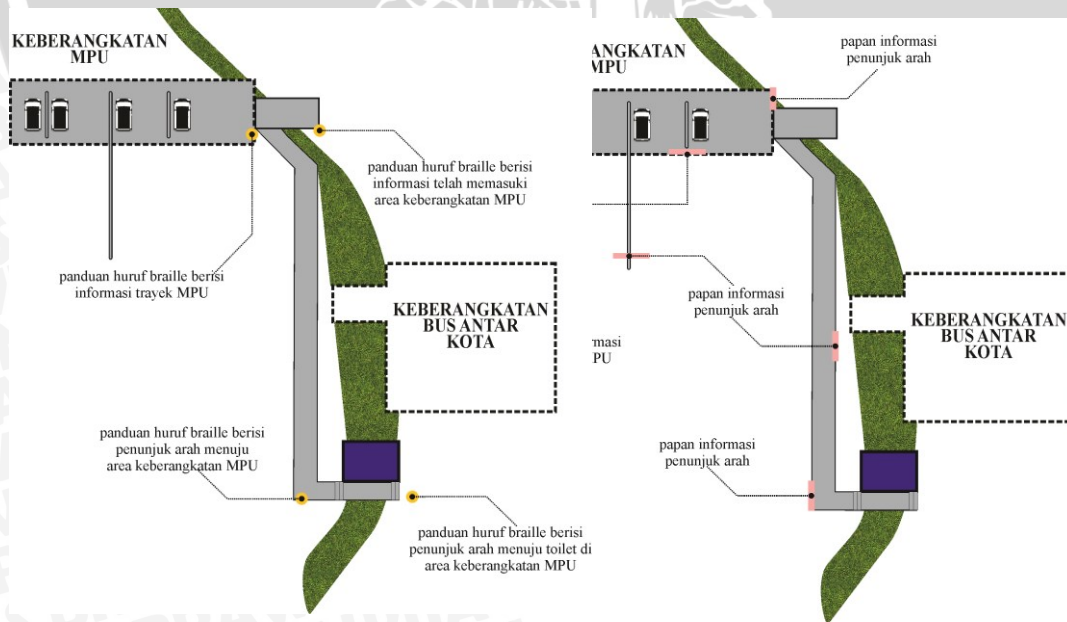 KEBERANGKATAN
MPU
panduan huruf braille berisi
informasi telah memasuki
area keberangkatan MPU
panduan huruf braille berisi
informasi trayek MPU
KEBERANGKATAN
BUS ANTAR
KOTA
panduan huruf braille berisi
penunjuk arah menuju
area keberangkatan MPU
panduan huruf braille berisi
penunjuk arah menuju toilet di
area keberangkatan MPU
ANGKATAN
MPU
papan informasi
penunjuk arah
papan informasi
penunjuk arah
rmasi
PU
KEBERANGKATAN
BUS ANTAR
KOTA
papan informasi
penunjuk arah